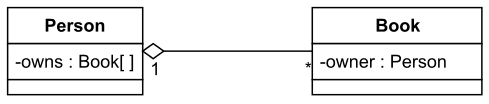 Person
-owns : Book[ ]
1
*
Book
-owner : Person